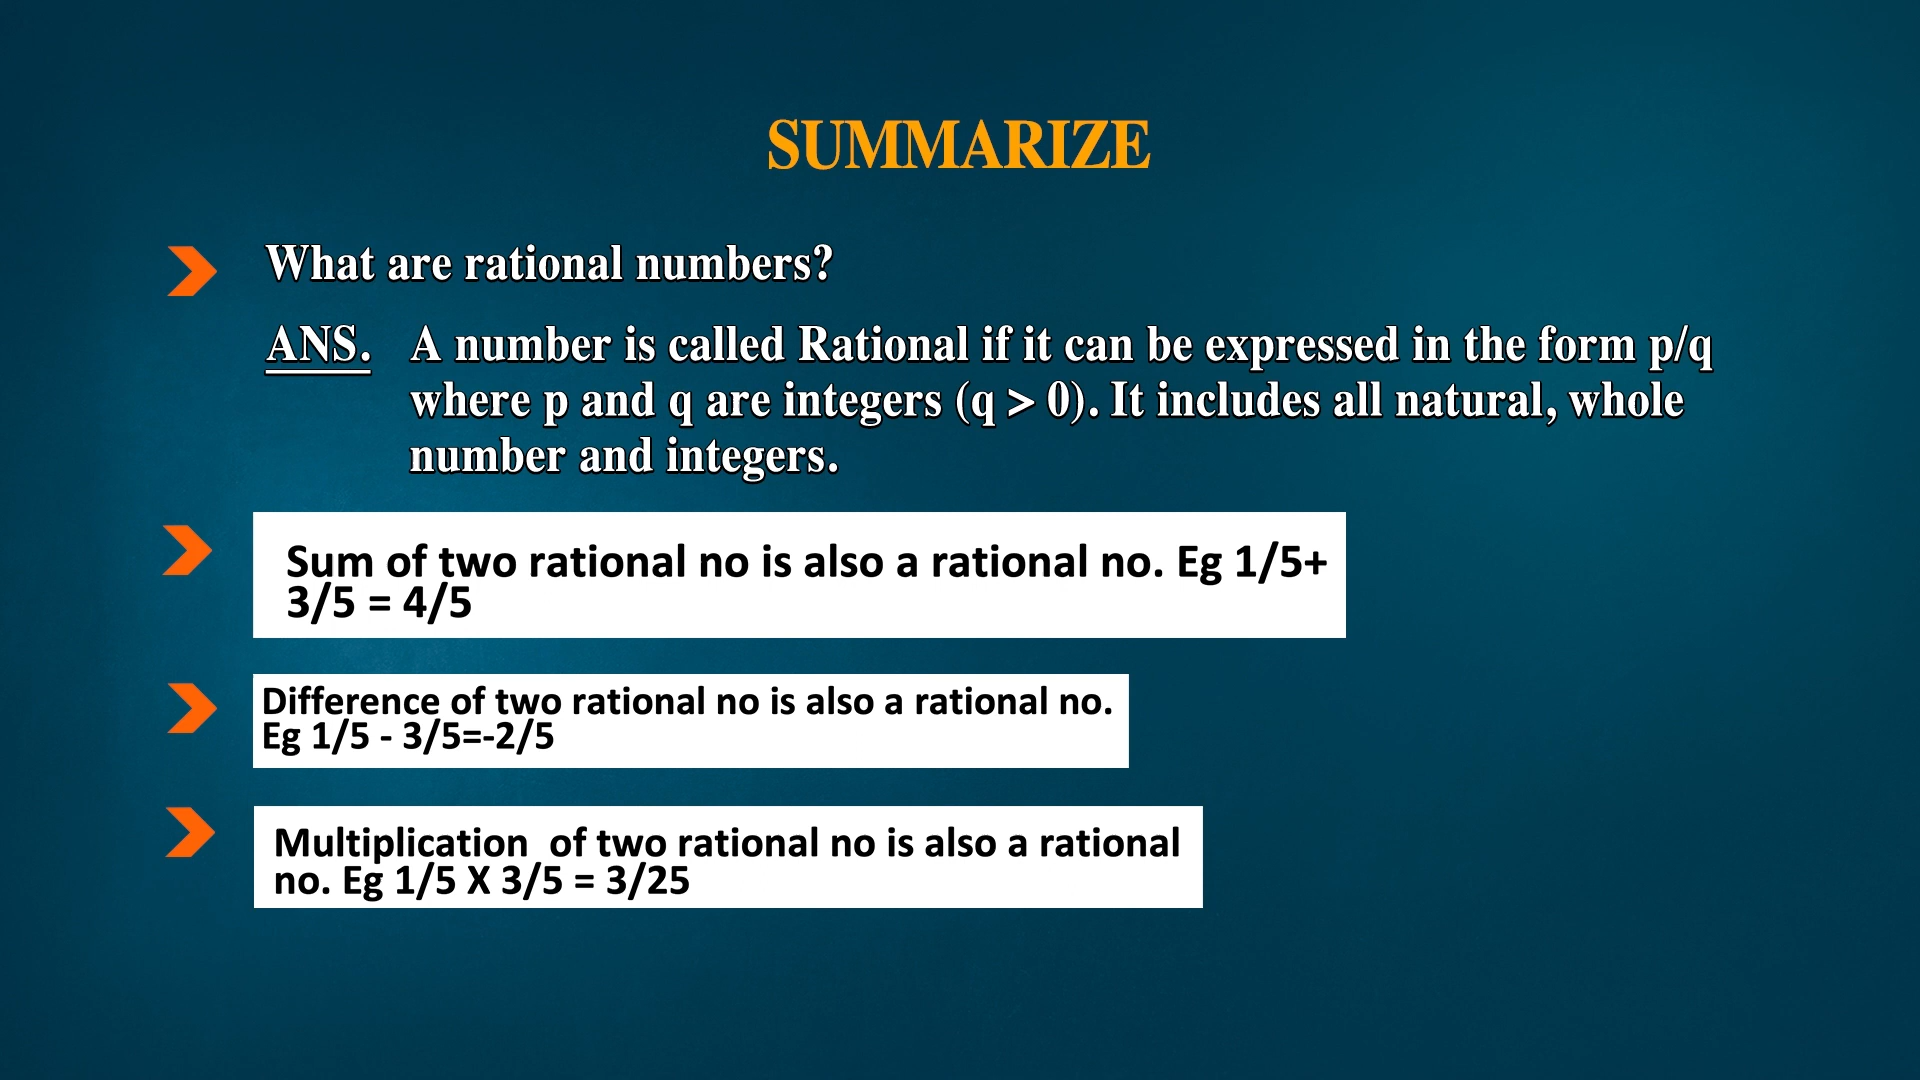 SUMMARIZE
What are rational numbers?
ANS. A number is called Rational if it can be expressed in the form p/q
where p and q are integers (q > 0). It includes all natural, whole
number and integers.
Sum of two rational no is also a rational no. Eg 1/5+
3/5 = 4/5
Difference of two rational no is also a rational no.
Eg 1/5 - 3/5=-2/5
Multiplication  of two rational no is also a rational
no. Eg 1/5 X 3/5 = 3/25